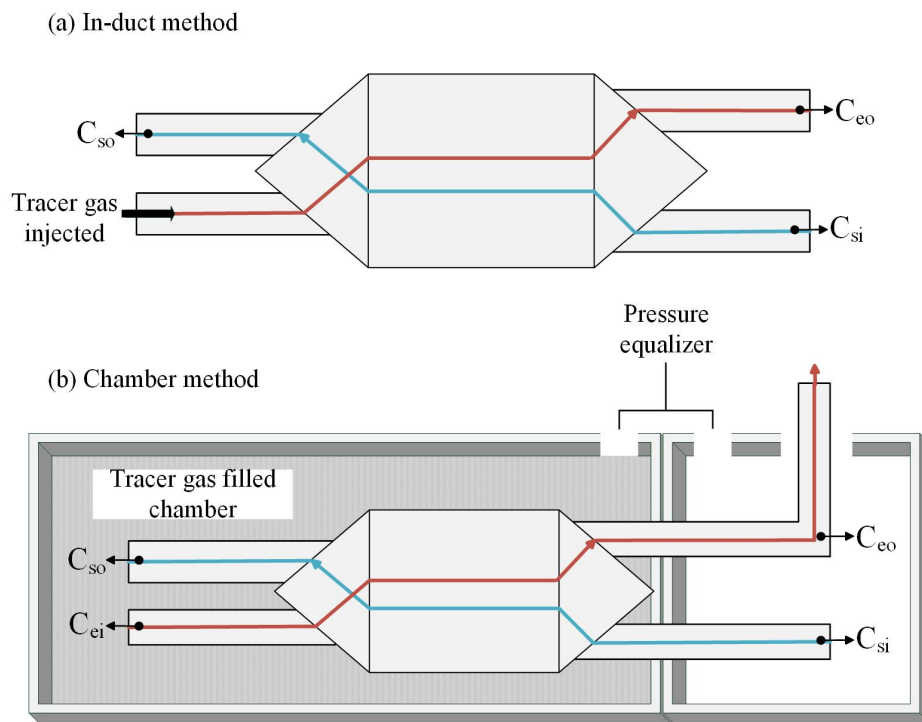 (a) In-duct method
C_so
C_eo
Tracer gas
injected
C_si
Pressure
equalizer
(b) Chamber method
Tracer gas filled
chamber
C_so
C_eo
C_ei
C_si